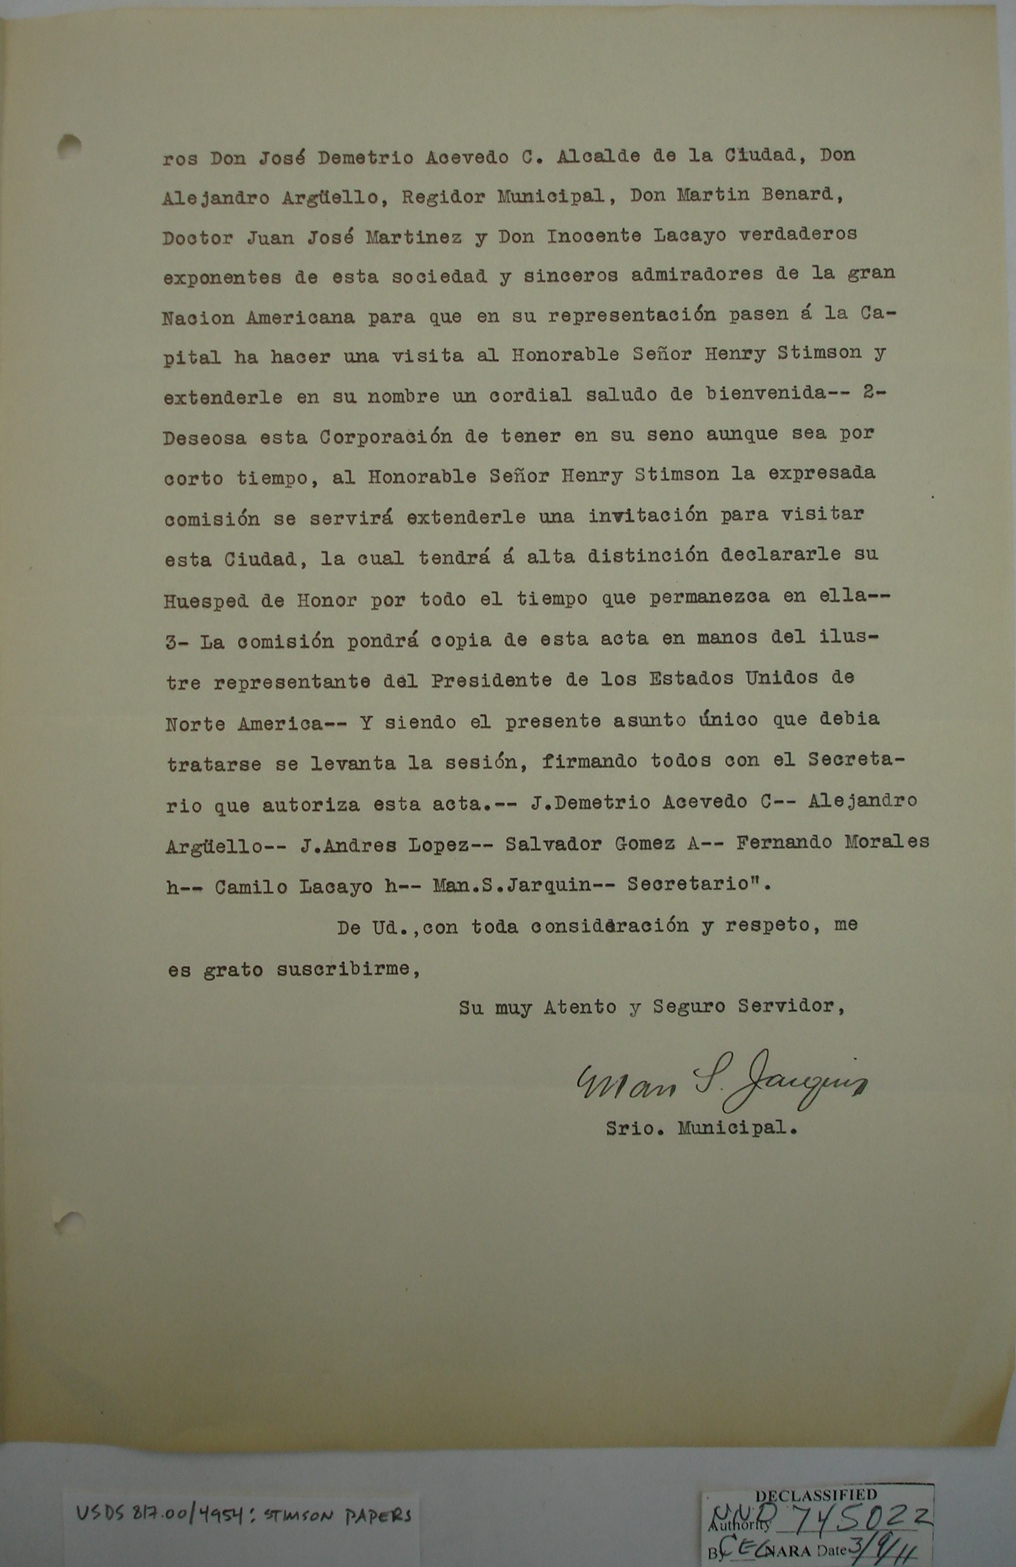 ros Don José Demetrio Acevedo C. Alcalde de la Ciudad, Don
Alejandro Argüello, Regidor Municipal, Don Martin Benard,
Doctor Juan José Martinez y Don Inocente Lacayo verdaderos
exponentes de esta sociedad y sinceros admiradores de la gran
Nacion Americana para que en su representación pasen á la Ca-
pital ha hacer una visita al Honorable Señor Henry Stimson y
extenderle en su nombre un cordial saludo de bienvenida-- 2-
Deseosa esta Corporación de tener en su seno aunque sea por
corto tiempo, al Honorable Señor Henry Stimson la expresada
comisión se servirá extenderle una invitación para visitar
esta Ciudad, la cual tendrá á alta distinción declararle su
Huesped de Honor por todo el tiempo que permanezca en ella--
3- La comisión pondrá copia de esta acta en manos del ilus-
tre representante del Presidente de los Estados Unidos de
Norte America-- Y siendo el presente asunto único que debia
tratarse se levanta la sesión, firmando todos con el Secreta-
rio que autoriza esta acta.-- J.Demetrio Acevedo C-- Alejandro
Argüello-- J.Andres Lopez-- Salvador Gomez A-- Fernando Morales
h-- Camilo Lacayo h-- Man.S.Jarquin-- Secretario".
De Ud.,con toda consideración y respeto, me
es grato suscribirme,
Su muy Atento y Seguro Servidor,
Man S. Jarquin
Srio. Municipal.
USDS 817.00/4954: STIMSON PAPERS
DECLASSIFIED
Authority NND 745022
By CEC NARA Date 3/9/11